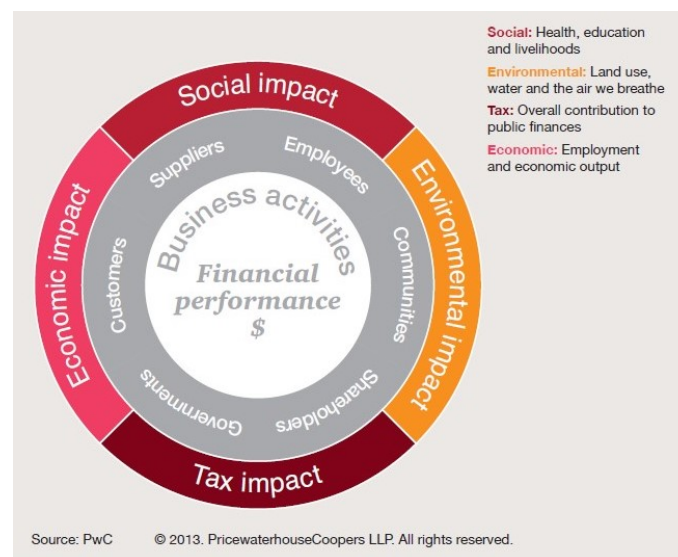 Social: Health, education
and livelihoods
Environmental: Land use,
water and the air we breathe
Tax: Overall contribution to
public finances
Economic: Employment
and economic output
Social impact
Environmental impact
Tax impact
Economic impact
Suppliers
Employees
Communities
Shareholders
Governments
Customers
Business activities
Financial
performance
$
Source: PwC © 2013. PricewaterhouseCoopers LLP. All rights reserved.